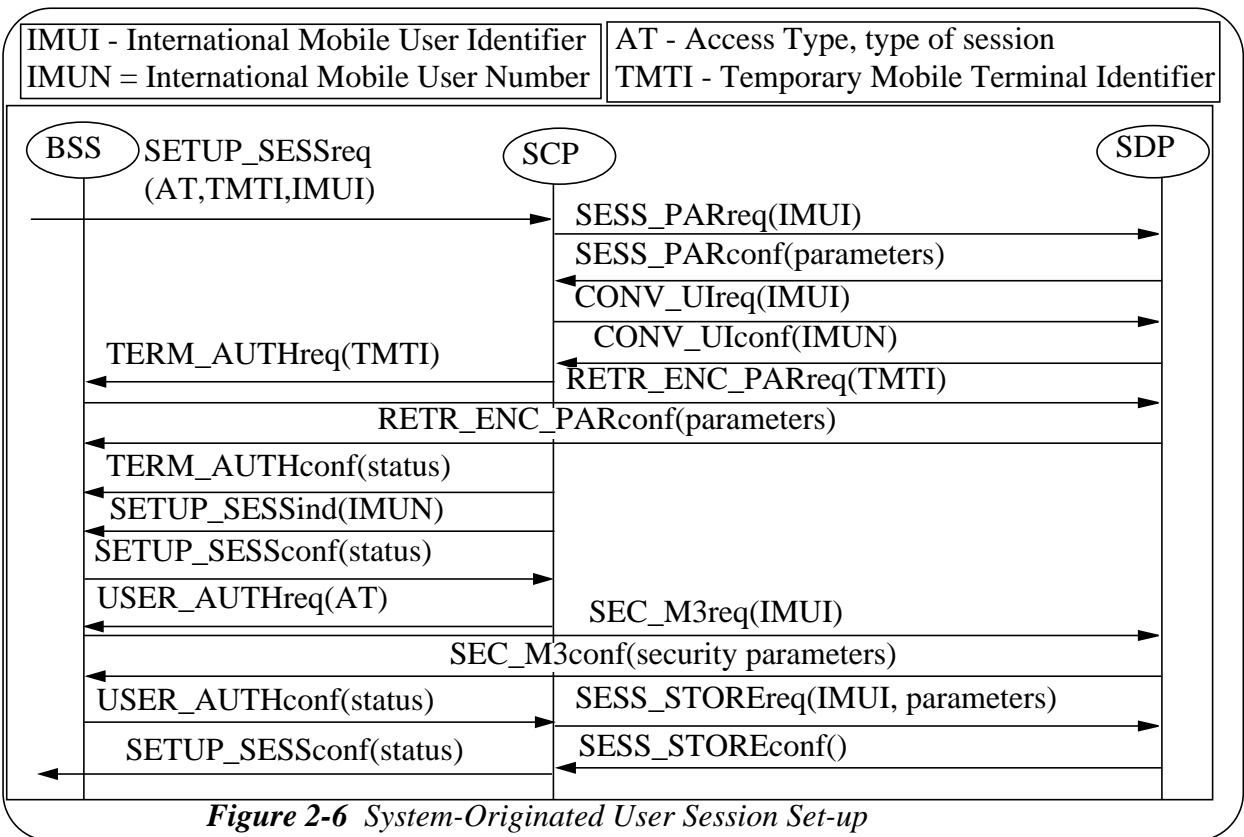 IMUI - International Mobile User Identifier
IMUN = International Mobile User Number
AT - Access Type, type of session
TMTI - Temporary Mobile Terminal Identifier
BSS
SETUP_SESSreq
(AT,TMTI,IMUI)
SCP
SDP
SESS_PARreq(IMUI)
SESS_PARconf(parameters)
CONV_UIreq(IMUI)
CONV_UIconf(IMUN)
TERM_AUTHreq(TMTI)
RETR_ENC_PARreq(TMTI)
RETR_ENC_PARconf(parameters)
TERM_AUTHconf(status)
SETUP_SESSind(IMUN)
SETUP_SESSconf(status)
USER_AUTHreq(AT)
SEC_M3req(IMUI)
SEC_M3conf(security parameters)
USER_AUTHconf(status)
SESS_STOREreq(IMUI, parameters)
SETUP_SESSconf(status)
SESS_STOREconf()
Figure 2-6 System-Originated User Session Set-up